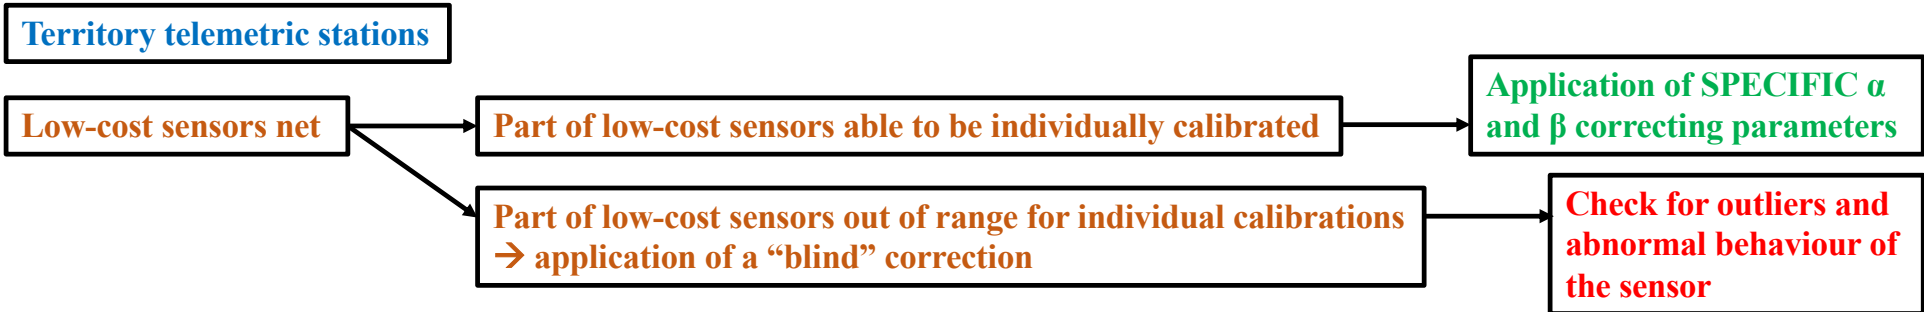 Territory telemetric stations
Low-cost sensors net
Part of low-cost sensors able to be individually calibrated
Application of SPECIFIC α
and β correcting parameters
Part of low-cost sensors out of range for individual calibrations
→ application of a “blind” correction
Check for outliers and
abnormal behaviour of
the sensor